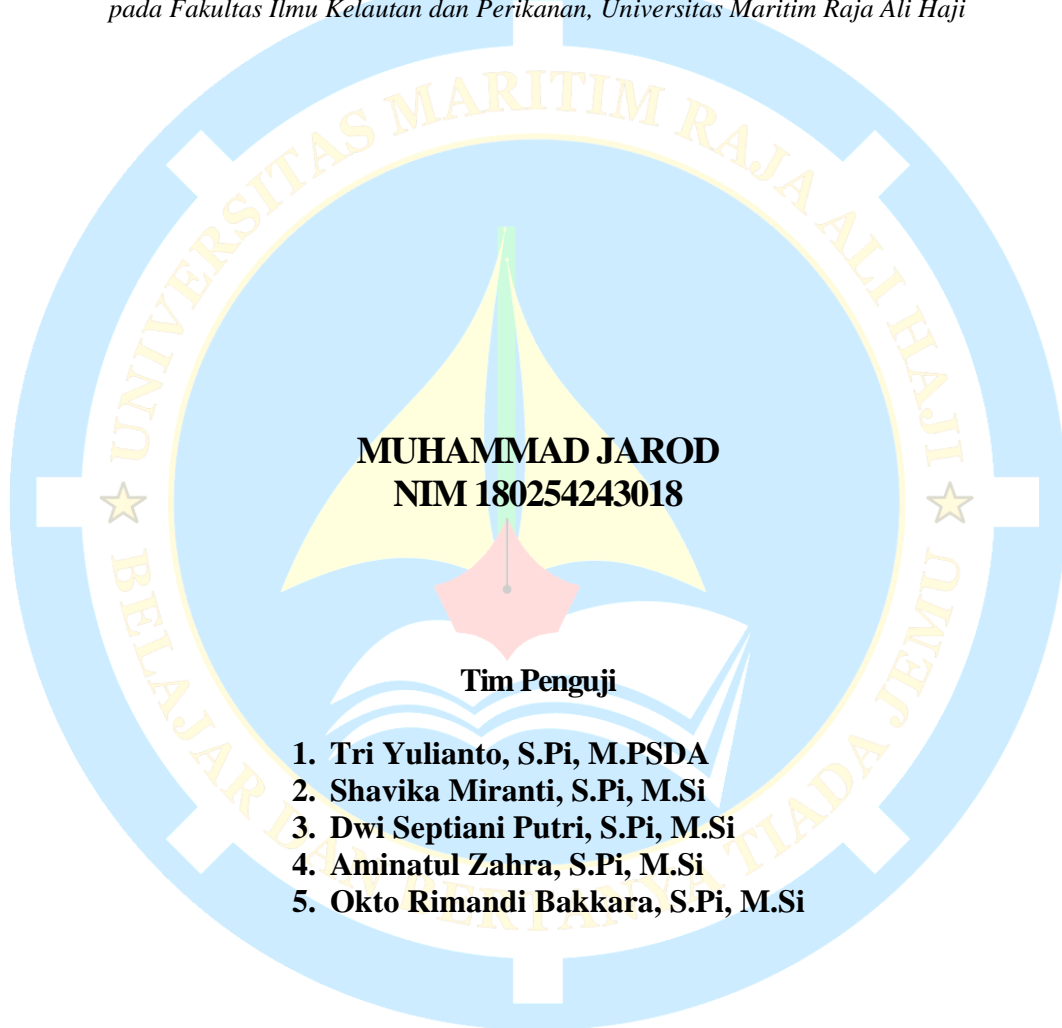 pada Fakultas Ilmu Kelautan dan Perikanan, Universitas Maritim Raja Ali Haji
UNIVERSITAS MARITIM RAJA ALI HAJI
MUHAMMAD JAROD
NIM 180254243018
Tim Penguji
1. Tri Yulianto, S.Pi, M.PSDA
2. Shavika Miranti, S.Pi, M.Si
3. Dwi Septiani Putri, S.Pi, M.Si
4. Aminatul Zahra, S.Pi, M.Si
5. Okto Rimandi Bakkara, S.Pi, M.Si
BELAJAR DAN BERTANYA TIADA JEMU